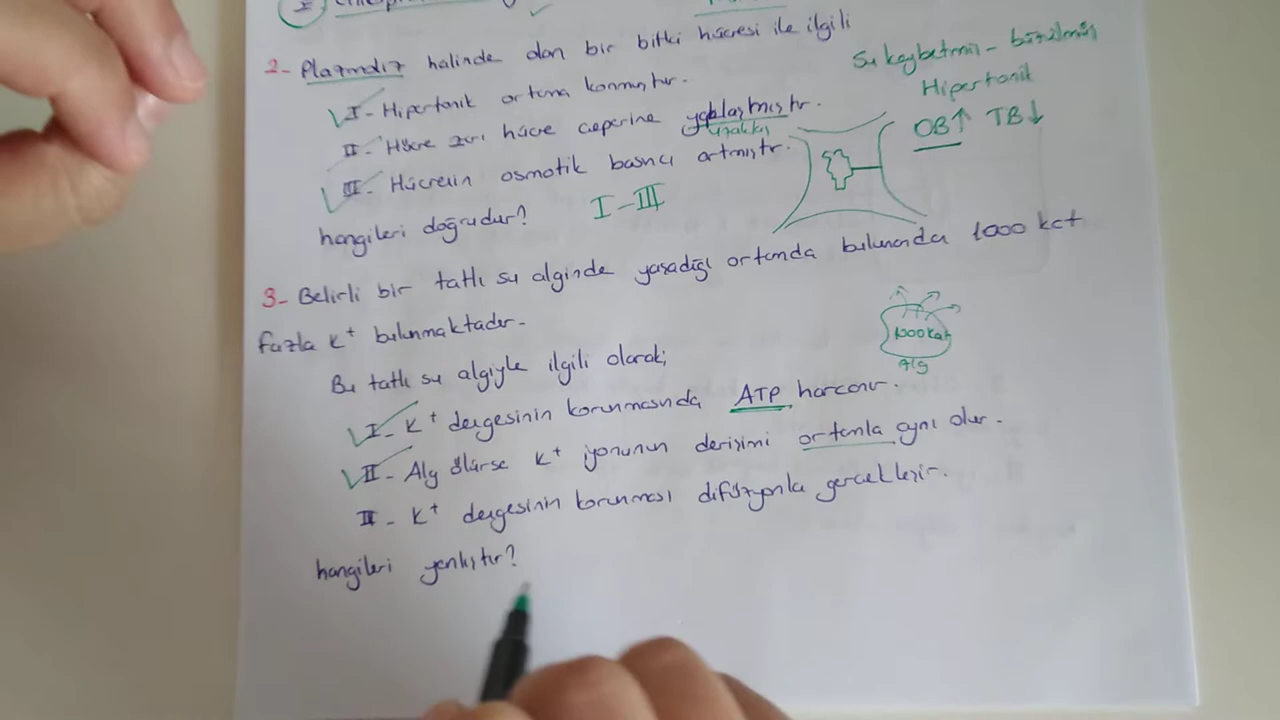 2- Plazmoliz halinde olan bir bitki hücresi ile ilgili
I- Hipertonik ortama konmuştur.
II- Hücre zarı hücre çeperine yaklaşmıştır.
uzaklaş
III- Hücrenin osmotik basıncı artmıştır.
hangileri doğrudur?
I-III
Su kaybetmiş - büzülmüş
Hipertonik
OB↑ TB↓
3- Belirli bir tatlı su alginde yaşadığı ortamda bulunanda 1000 kat
fazla K+ bulunmaktadır.
1000 kat
Alg
Bu tatlı su algiyle ilgili olarak;
I- K+ dengesinin korunmasında ATP harcanır.
II- Alg ölürse K+ iyonunun derişimi ortamla aynı olur.
III- K+ dengesinin korunması difüzyonla gerçekleşir.
hangileri yanlıştır?